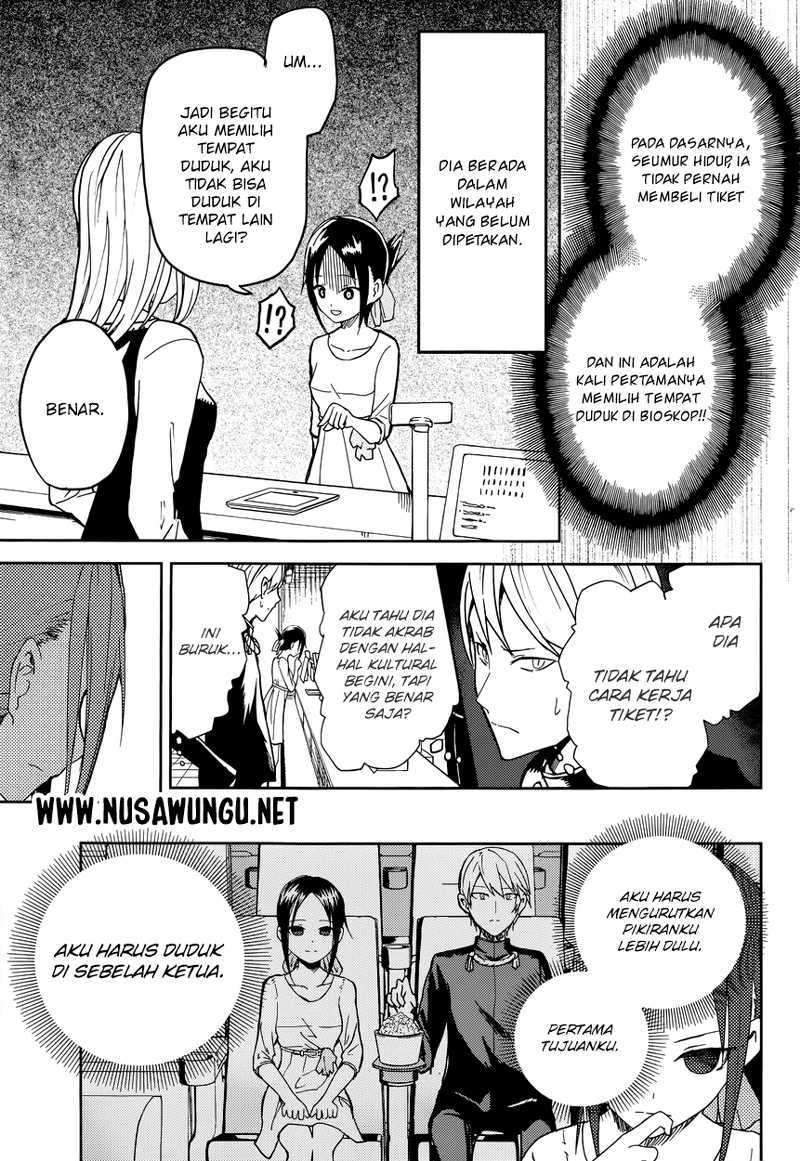 PADA DASARNYA,
SEUMUR HIDUP, IA
TIDAK PERNAH
MEMBELI TIKET
DAN INI ADALAH
KALI PERTAMANYA
MEMILIH TEMPAT
DUDUK DI BIOSKOP!!
DIA BERADA
DALAM
WILAYAH
YANG BELUM
DIPETAKAN.
UM...
JADI BEGITU
AKU MEMILIH
TEMPAT
DUDUK, AKU
TIDAK BISA
DUDUK DI
TEMPAT LAIN
LAGI?
!?
!?
BENAR.
APA
DIA
TIDAK TAHU
CARA KERJA
TIKET!?
AKU TAHU DIA
TIDAK AKRAB
DENGAN HAL-
HAL KULTURAL
BEGINI, TAPI
YANG BENAR
SAJA?
INI
BURUK...
WWW.NUSAWUNGU.NET
AKU HARUS
MENGURUTKAN
PIKIRANKU
LEBIH DULU.
PERTAMA
TUJUANKU.
AKU HARUS DUDUK
DI SEBELAH KETUA.